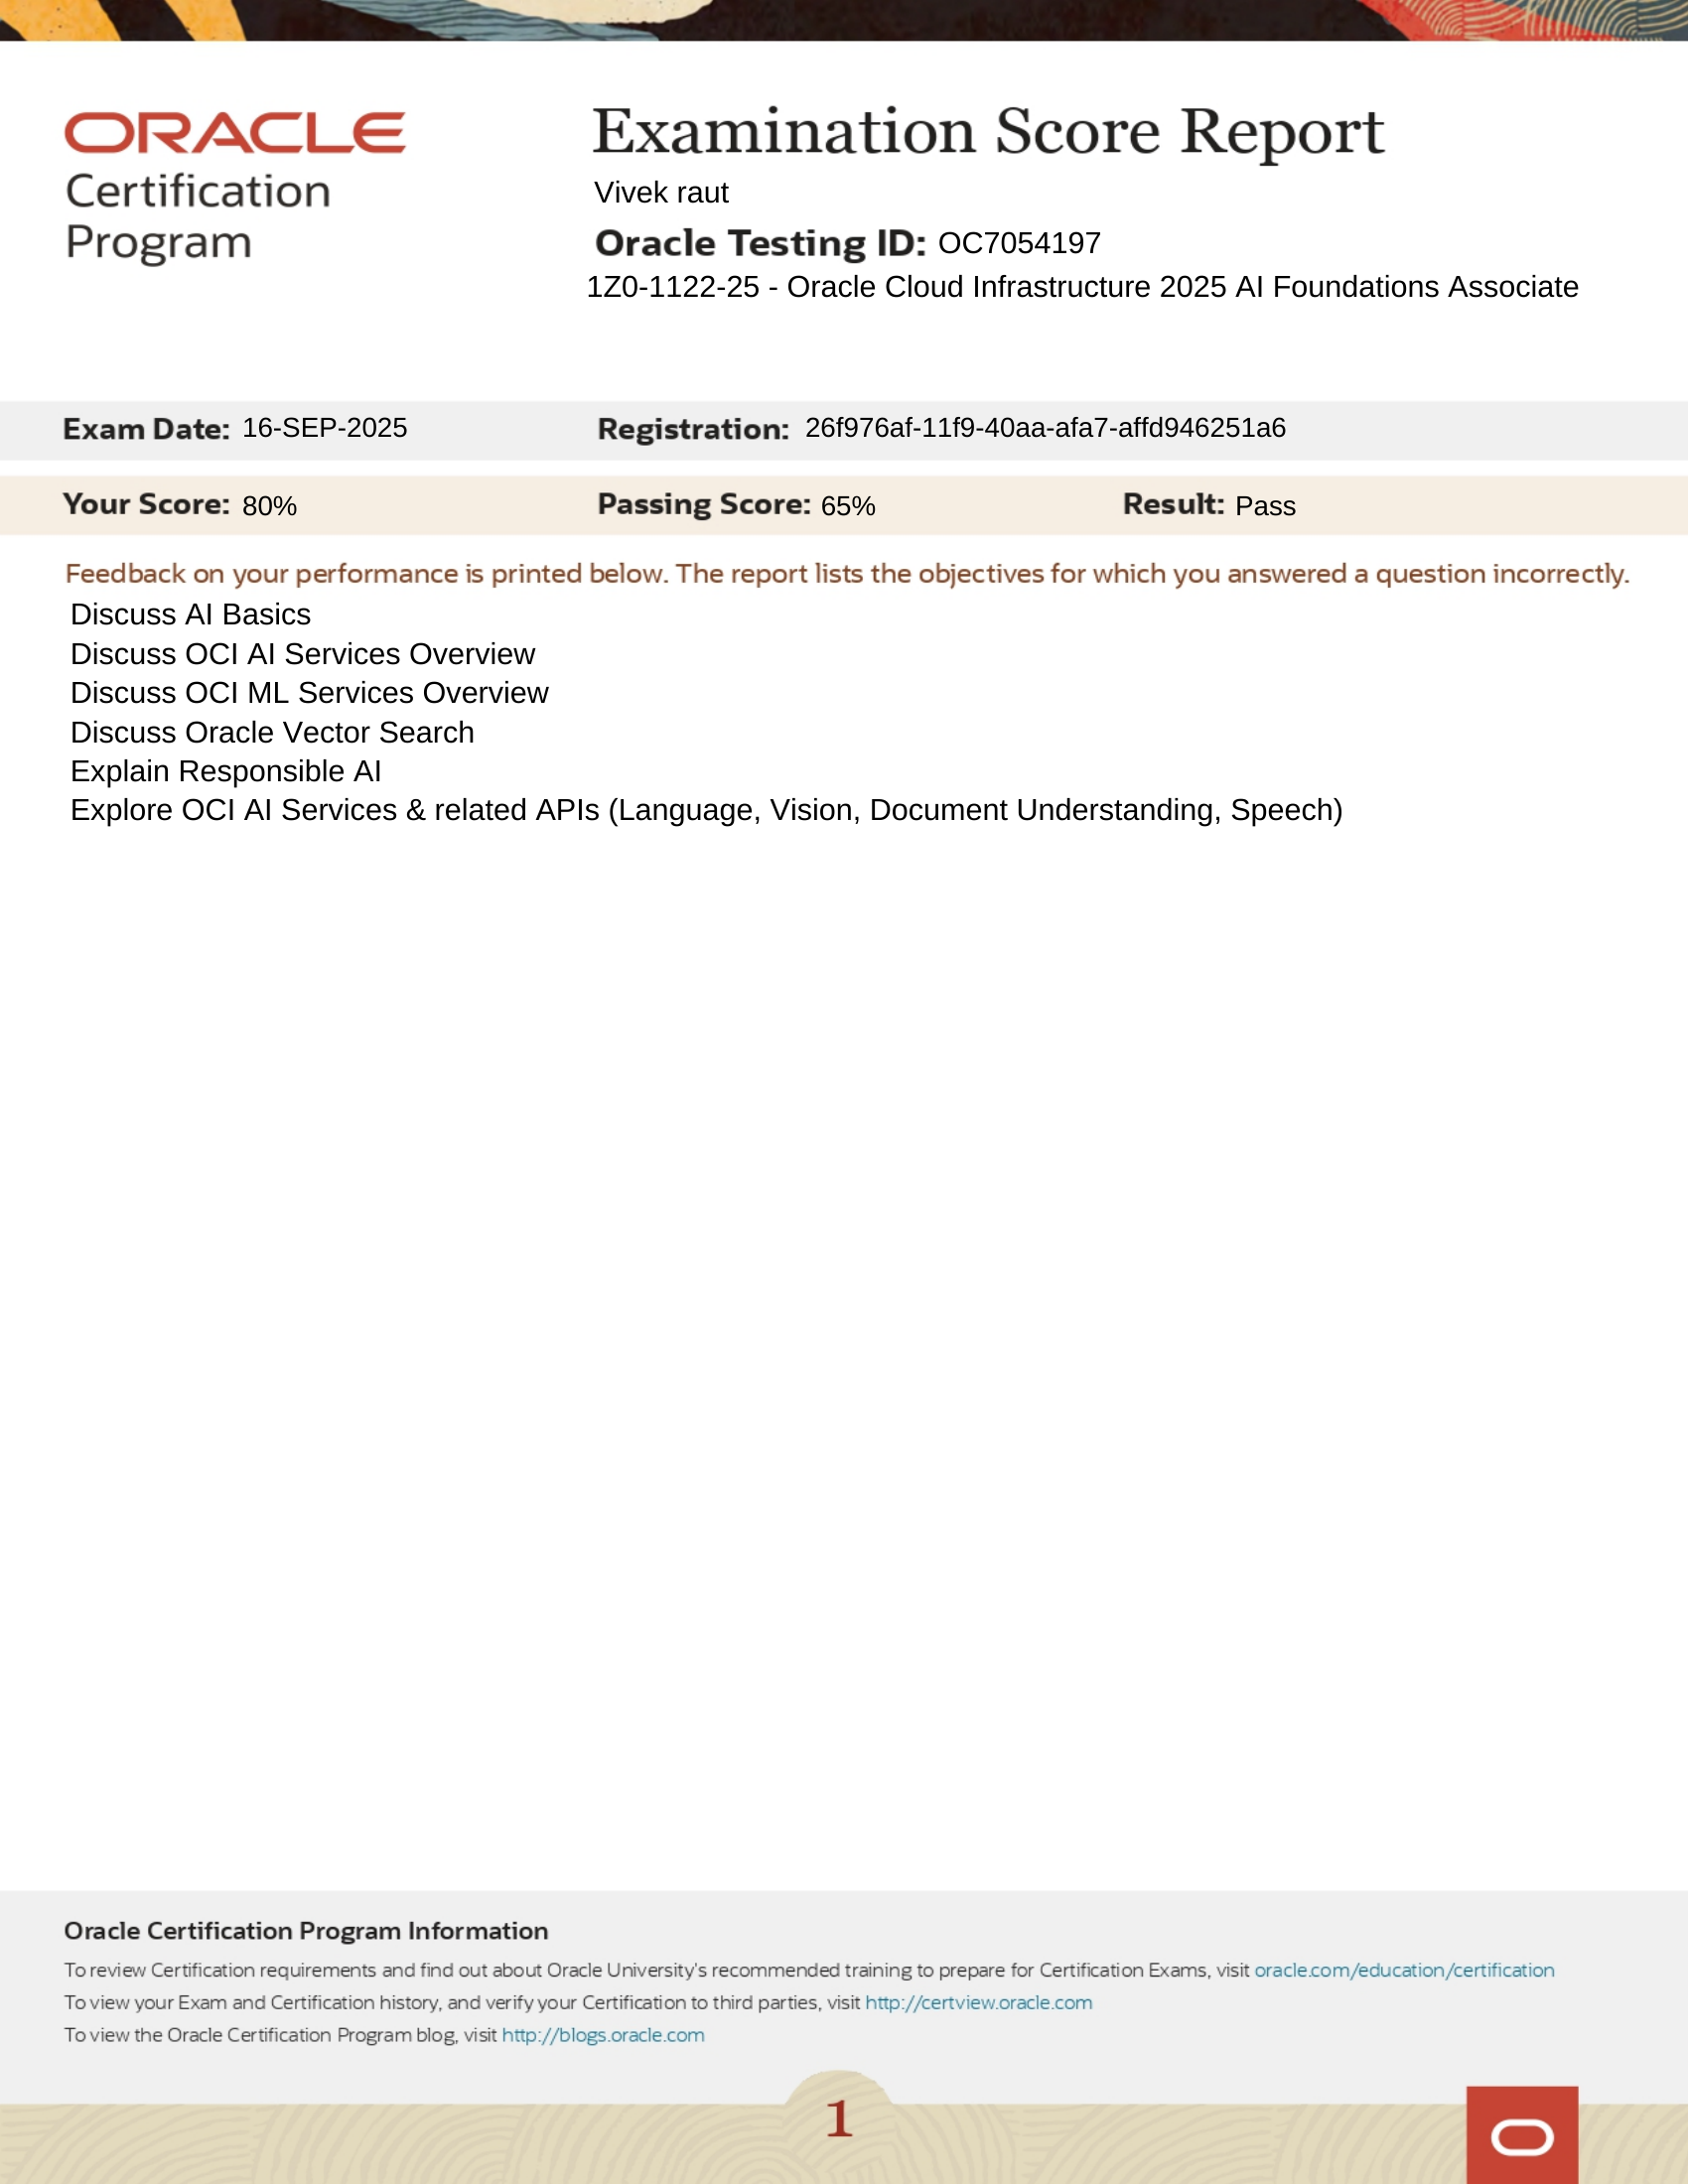 ORACLE
Certification
Program
Examination Score Report
Vivek raut
Oracle Testing ID: OC7054197
1Z0-1122-25 - Oracle Cloud Infrastructure 2025 AI Foundations Associate
Exam Date: 16-SEP-2025 Registration: 26f976af-11f9-40aa-afa7-affd946251a6
Your Score: 80% Passing Score: 65% Result: Pass
Feedback on your performance is printed below. The report lists the objectives for which you answered a question incorrectly.
Discuss AI Basics
Discuss OCI AI Services Overview
Discuss OCI ML Services Overview
Discuss Oracle Vector Search
Explain Responsible AI
Explore OCI AI Services & related APIs (Language, Vision, Document Understanding, Speech)
Oracle Certification Program Information
To review Certification requirements and find out about Oracle University's recommended training to prepare for Certification Exams, visit oracle.com/education/certification
To view your Exam and Certification history, and verify your Certification to third parties, visit http://certview.oracle.com
To view the Oracle Certification Program blog, visit http://blogs.oracle.com
1